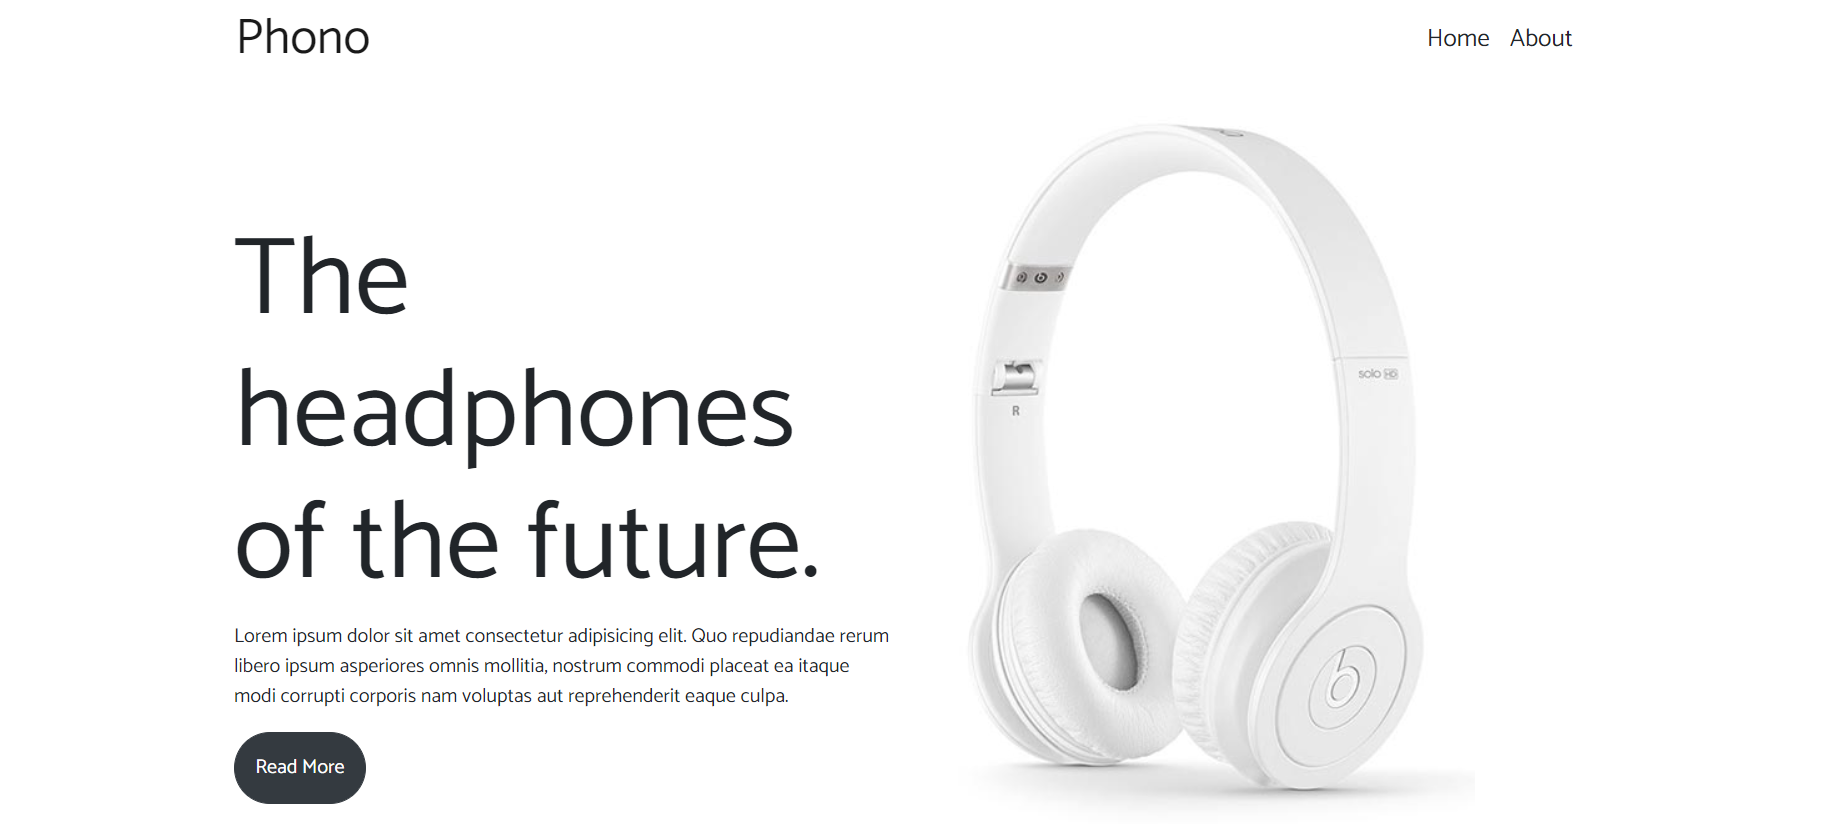 Phono
Home About
The
headphones
of the future.
solo HD
R
Lorem ipsum dolor sit amet consectetur adipisicing elit. Quo repudiandae rerum
libero ipsum asperiores omnis mollitia, nostrum commodi placeat ea itaque
modi corrupti corporis nam voluptas aut reprehenderit eaque culpa.
b
Read More